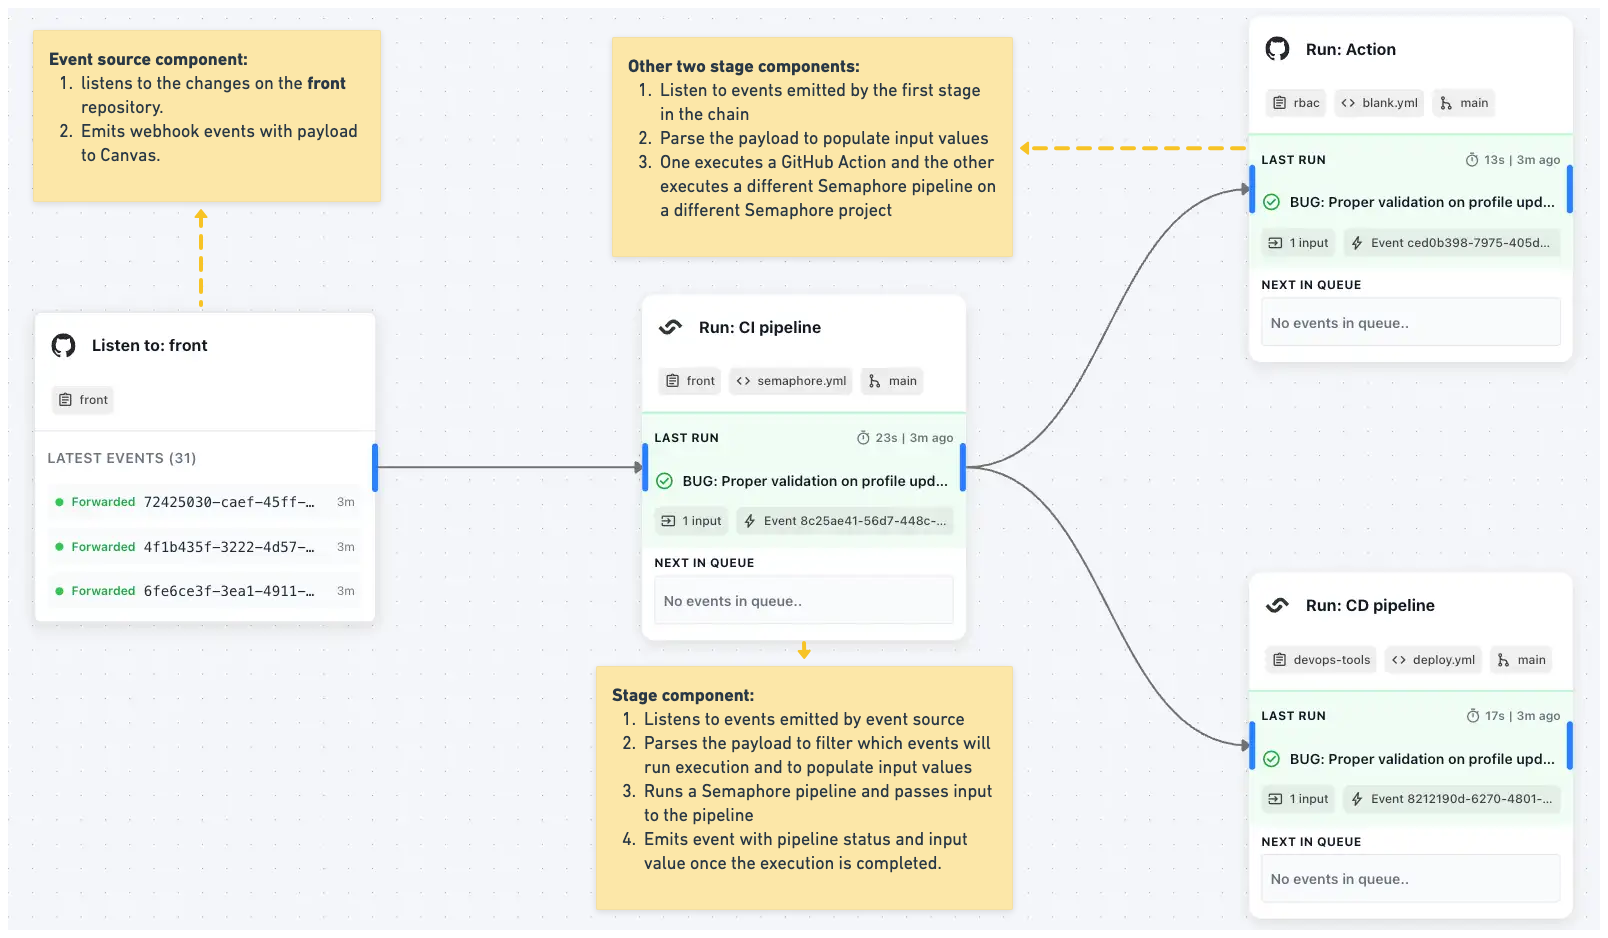 Event source component:
1. listens to the changes on the front
repository.
2. Emits webhook events with payload
to Canvas.
Other two stage components:
1. Listen to events emitted by the first stage
in the chain
2. Parse the payload to populate input values
3. One executes a GitHub Action and the other
executes a different Semaphore pipeline on
a different Semaphore project
Run: Action
rbac
blank.yml
main
LAST RUN
13s | 3m ago
BUG: Proper validation on profile upd...
1 input
Event ced0b398-7975-405d...
NEXT IN QUEUE
No events in queue..
Listen to: front
front
LATEST EVENTS (31)
Forwarded 72425030-caef-45ff-... 3m
Forwarded 4f1b435f-3222-4d57-... 3m
Forwarded 6fe6ce3f-3ea1-4911-... 3m
Run: CI pipeline
front
semaphore.yml
main
LAST RUN
23s | 3m ago
BUG: Proper validation on profile upd...
1 input
Event 8c25ae41-56d7-448c-...
NEXT IN QUEUE
No events in queue..
Stage component:
1. Listens to events emitted by event source
2. Parses the payload to filter which events will
run execution and to populate input values
3. Runs a Semaphore pipeline and passes input
to the pipeline
4. Emits event with pipeline status and input
value once the execution is completed.
Run: CD pipeline
devops-tools
deploy.yml
main
LAST RUN
17s | 3m ago
BUG: Proper validation on profile upd...
1 input
Event 8212190d-6270-4801-...
NEXT IN QUEUE
No events in queue..